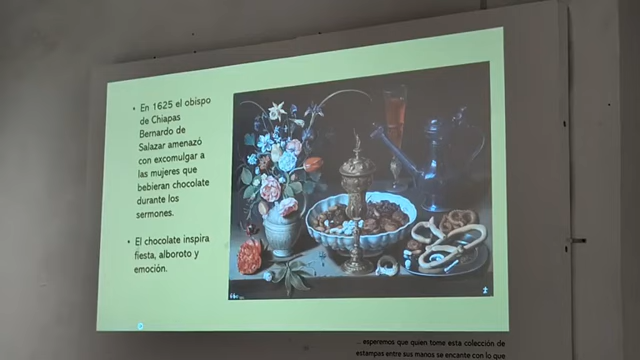 • En 1625 el obispo
de Chiapas
Bernardo de
Salazar amenazó
con excomulgar a
las mujeres que
bebieran chocolate
durante los
sermones.
• El chocolate inspira
fiesta, alboroto y
emoción.
... esperemos que quien tome esta colección de
estampas entre sus manos se encante con lo que